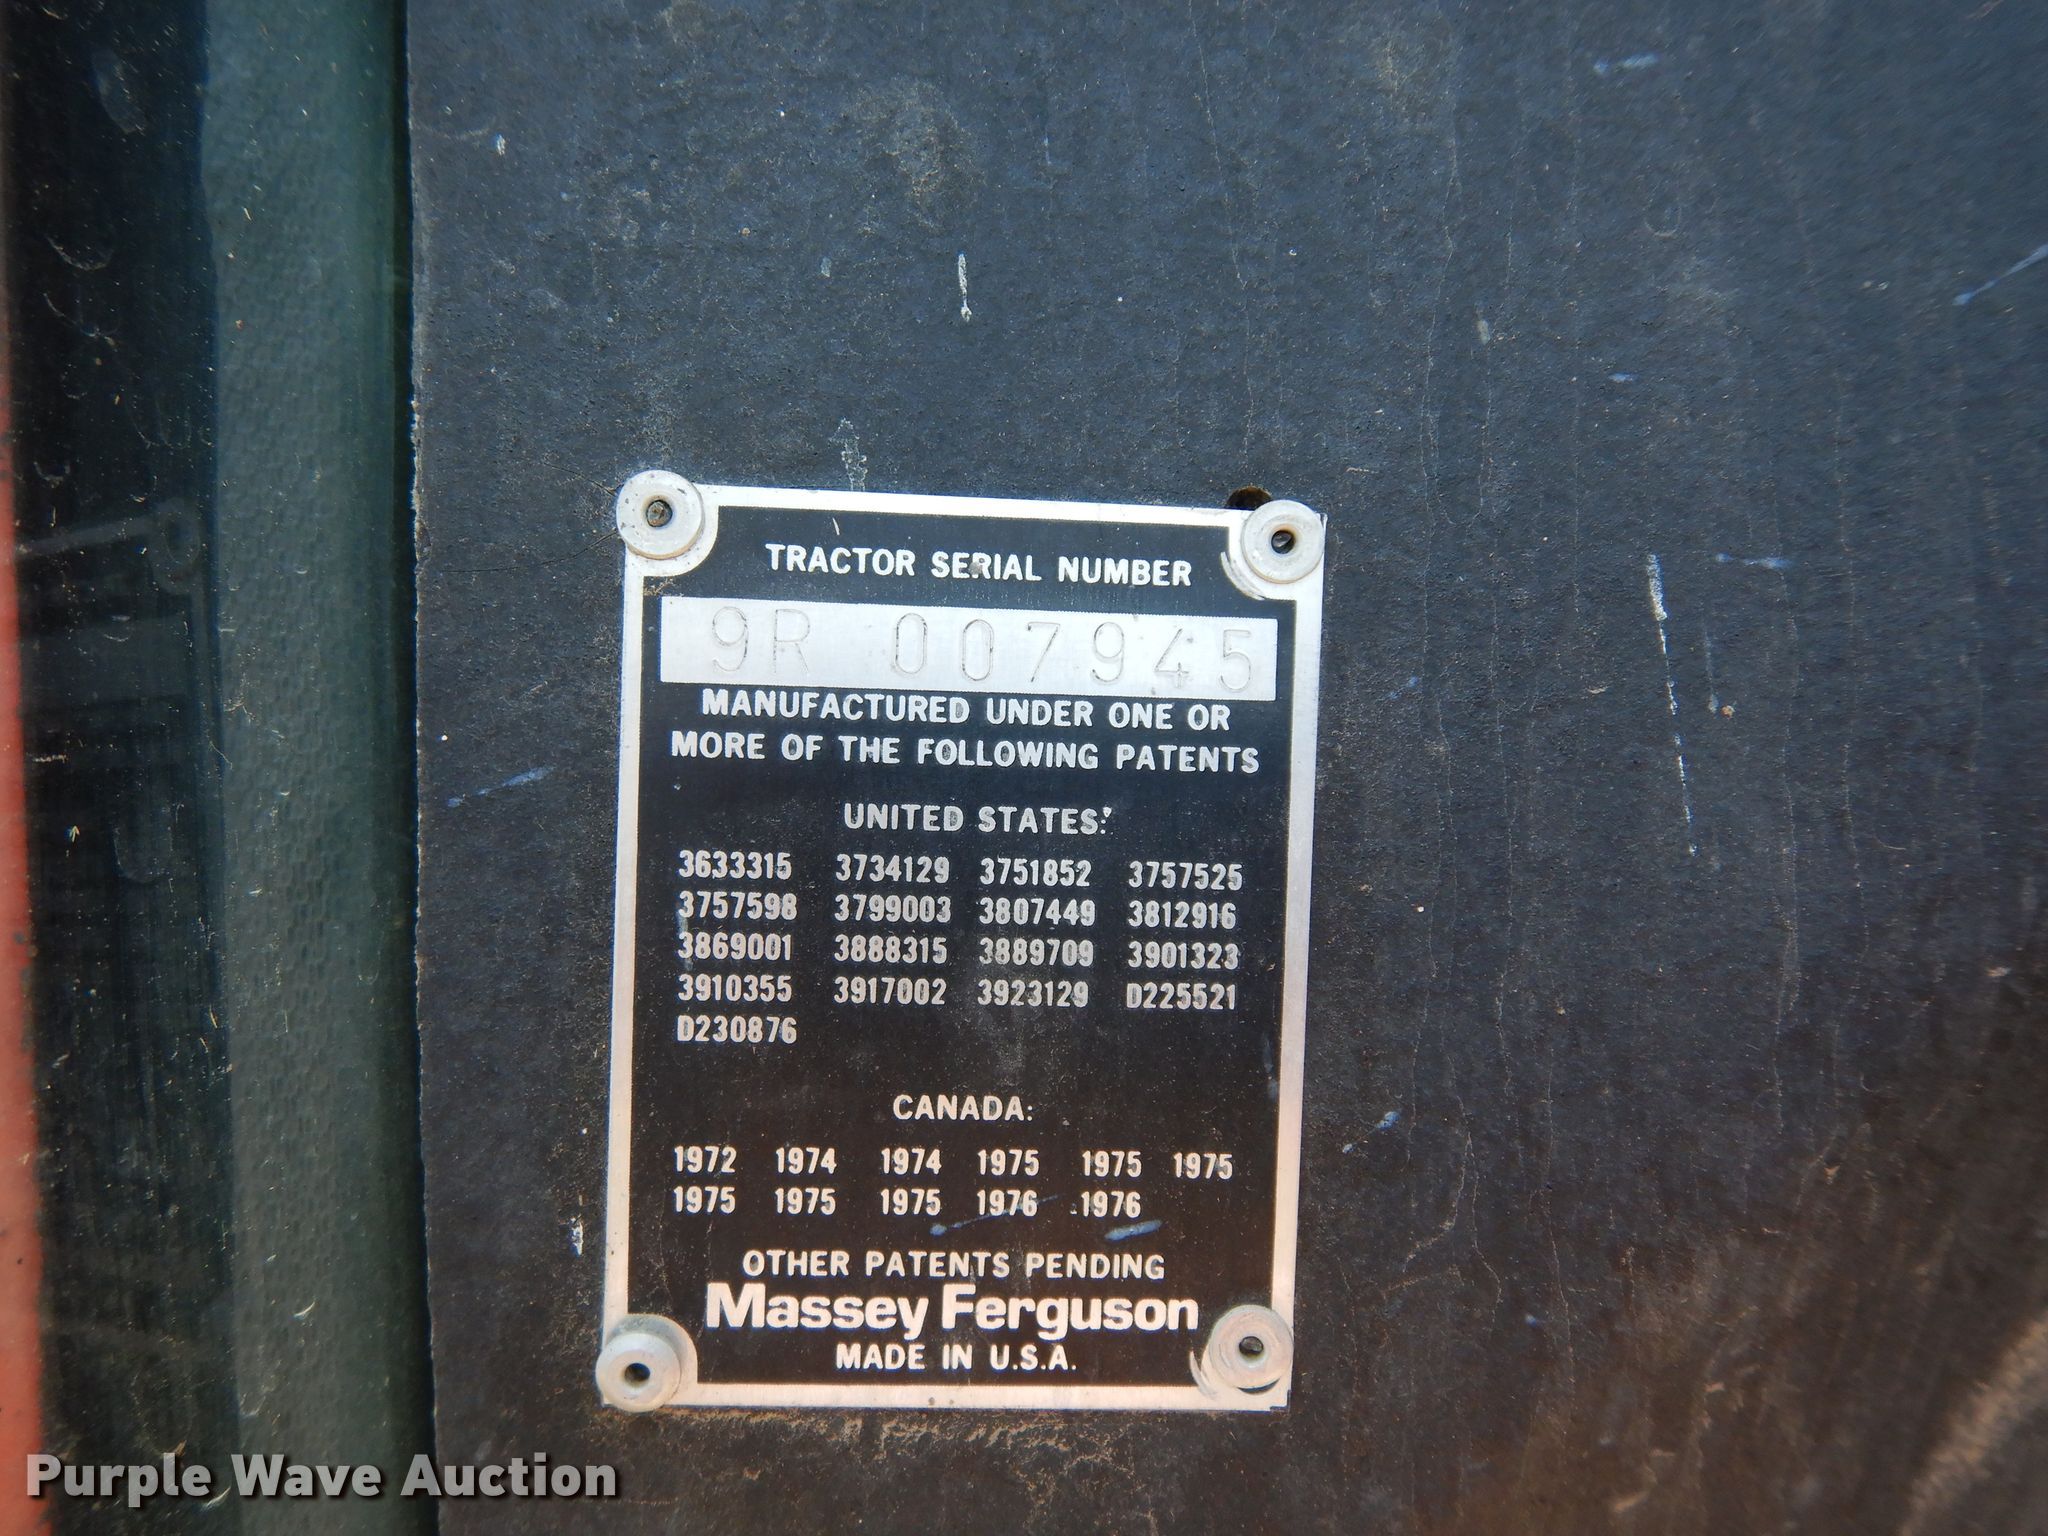 TRACTOR SERIAL NUMBER
9R 007945
MANUFACTURED UNDER ONE OR
MORE OF THE FOLLOWING PATENTS
UNITED STATES:
3633315 3734129 3751852 3757525
3757598 3799003 3807449 3812916
3869001 3888315 3889709 3901323
3910355 3917002 3923129 D225521
D230876
CANADA:
1972 1974 1974 1975 1975 1975
1975 1975 1975 1976 1976
OTHER PATENTS PENDING
Massey Ferguson
MADE IN U.S.A.
Purple Wave Auction